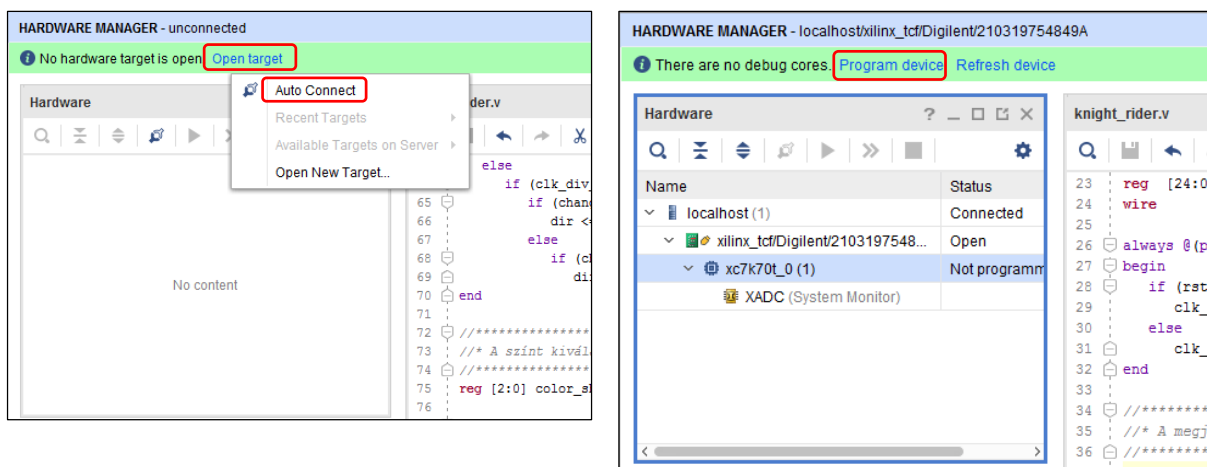 HARDWARE MANAGER - unconnected
No hardware target is open. Open target
Auto Connect
Recent Targets
Available Targets on Server
Open New Target...
Hardware
No content
der.v
else
if (clk_div_
65 if (chan
66 dir <
67 else
68 if (c
69 di
70 end
71
72 //***************
73 //* A színt kivál
74 //***************
75 reg [2:0] color_s
76
HARDWARE MANAGER - localhost/xilinx_tcf/Digilent/210319754849A
There are no debug cores. Program device Refresh device
Hardware
Name Status
localhost (1) Connected
xilinx_tcf/Digilent/2103197548... Open
xc7k70t_0 (1) Not programm
XADC (System Monitor)
knight_rider.v
23 reg [24:0
24 wire
25
26 always @(p
27 begin
28 if (rst
29 clk_
30 else
31 clk_
32 end
33
34 //********
35 //* A megj
36 //********